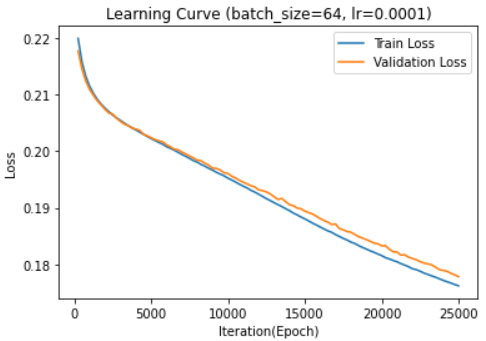 Learning Curve (batch_size=64, lr=0.0001)
Train Loss
Validation Loss
0.22
0.21
0.20
0.19
0.18
Loss
0 5000 10000 15000 20000 25000
Iteration(Epoch)